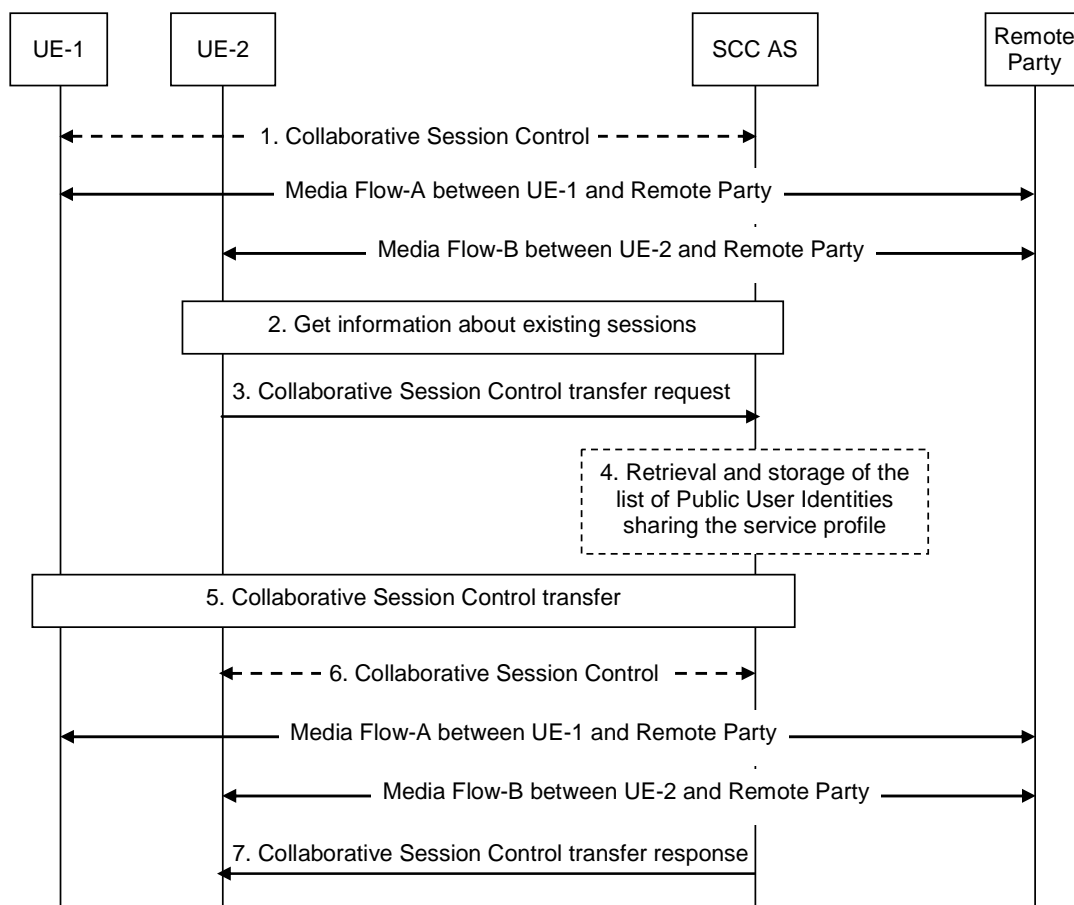 UE-1
UE-2
SCC AS
Remote
Party
1. Collaborative Session Control
Media Flow-A between UE-1 and Remote Party
Media Flow-B between UE-2 and Remote Party
2. Get information about existing sessions
3. Collaborative Session Control transfer request
4. Retrieval and storage of the
list of Public User Identities
sharing the service profile
5. Collaborative Session Control transfer
6. Collaborative Session Control
Media Flow-A between UE-1 and Remote Party
Media Flow-B between UE-2 and Remote Party
7. Collaborative Session Control transfer response